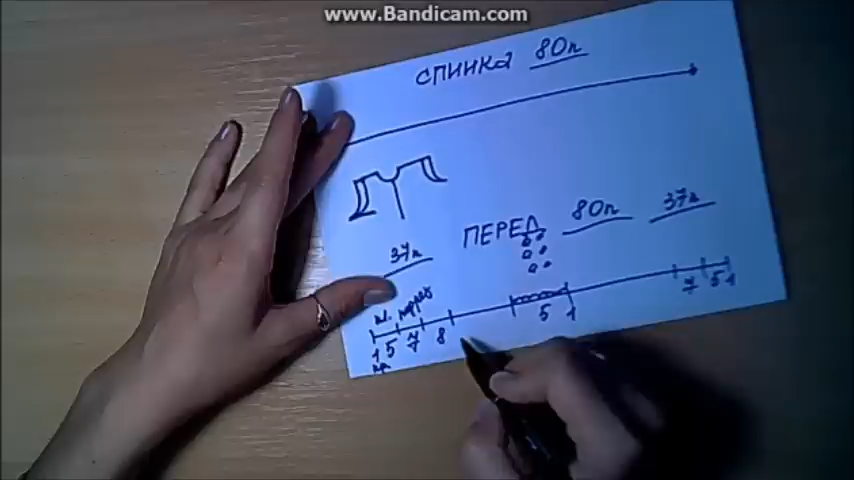 www.Bandicam.com
СПИНКА 80п
ПЕРЕД 80п 37п
37п
1 5 7 8 5 1 7 5 1